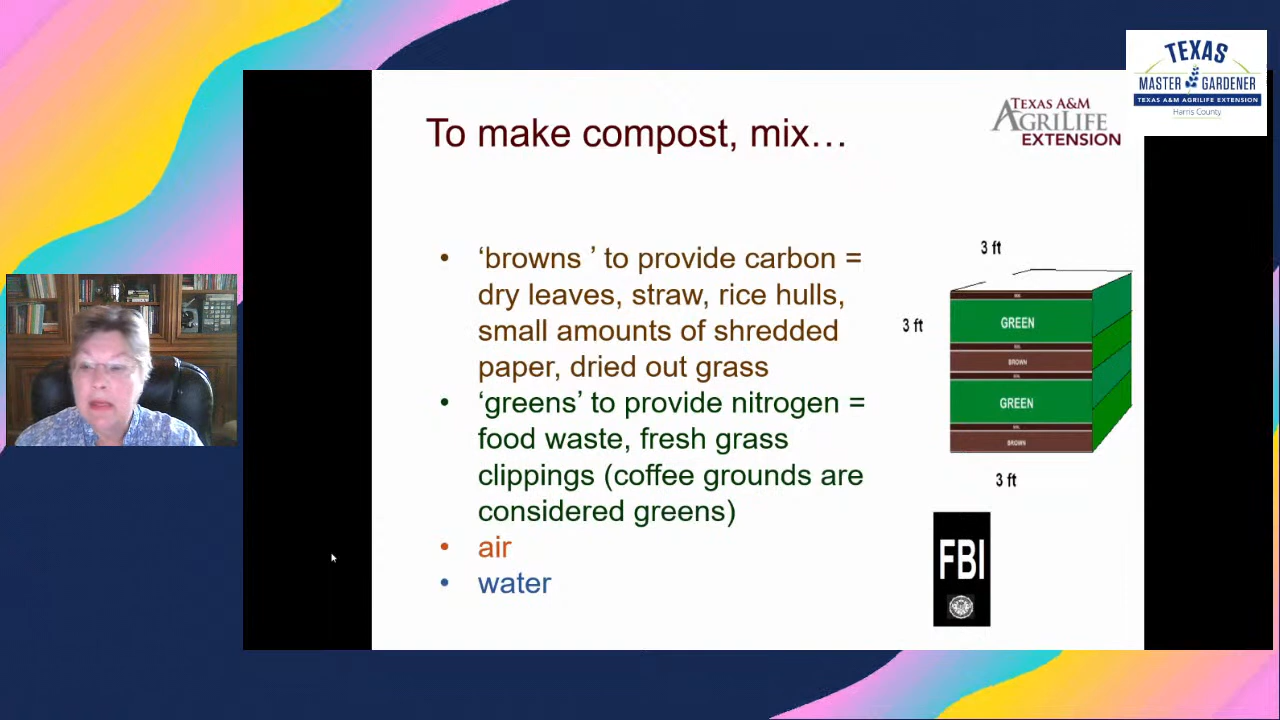 TEXAS
MASTER GARDENER
TEXAS A&M AGRILIFE EXTENSION
Harris County
To make compost, mix…
TEXAS A&M
AGRILIFE
EXTENSION
• ‘browns ’ to provide carbon =
dry leaves, straw, rice hulls,
small amounts of shredded
paper, dried out grass
• ‘greens’ to provide nitrogen =
food waste, fresh grass
clippings (coffee grounds are
considered greens)
• air
• water
3 ft
3 ft
GREEN
BROWN
GREEN
BROWN
3 ft
FBI